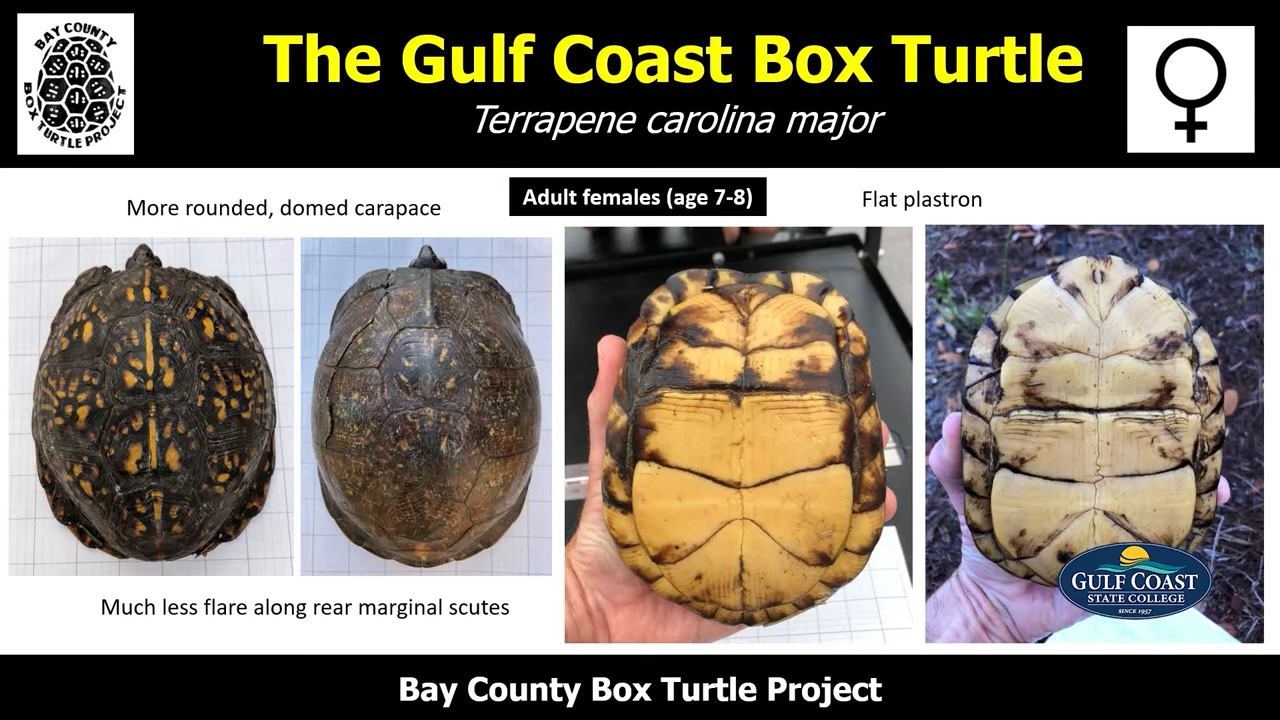 BAY COUNTY
BOX TURTLE PROJECT
The Gulf Coast Box Turtle
Terrapene carolina major
More rounded, domed carapace
Adult females (age 7-8)
Flat plastron
Much less flare along rear marginal scutes
GULF COAST
STATE COLLEGE
SINCE 1957
Bay County Box Turtle Project